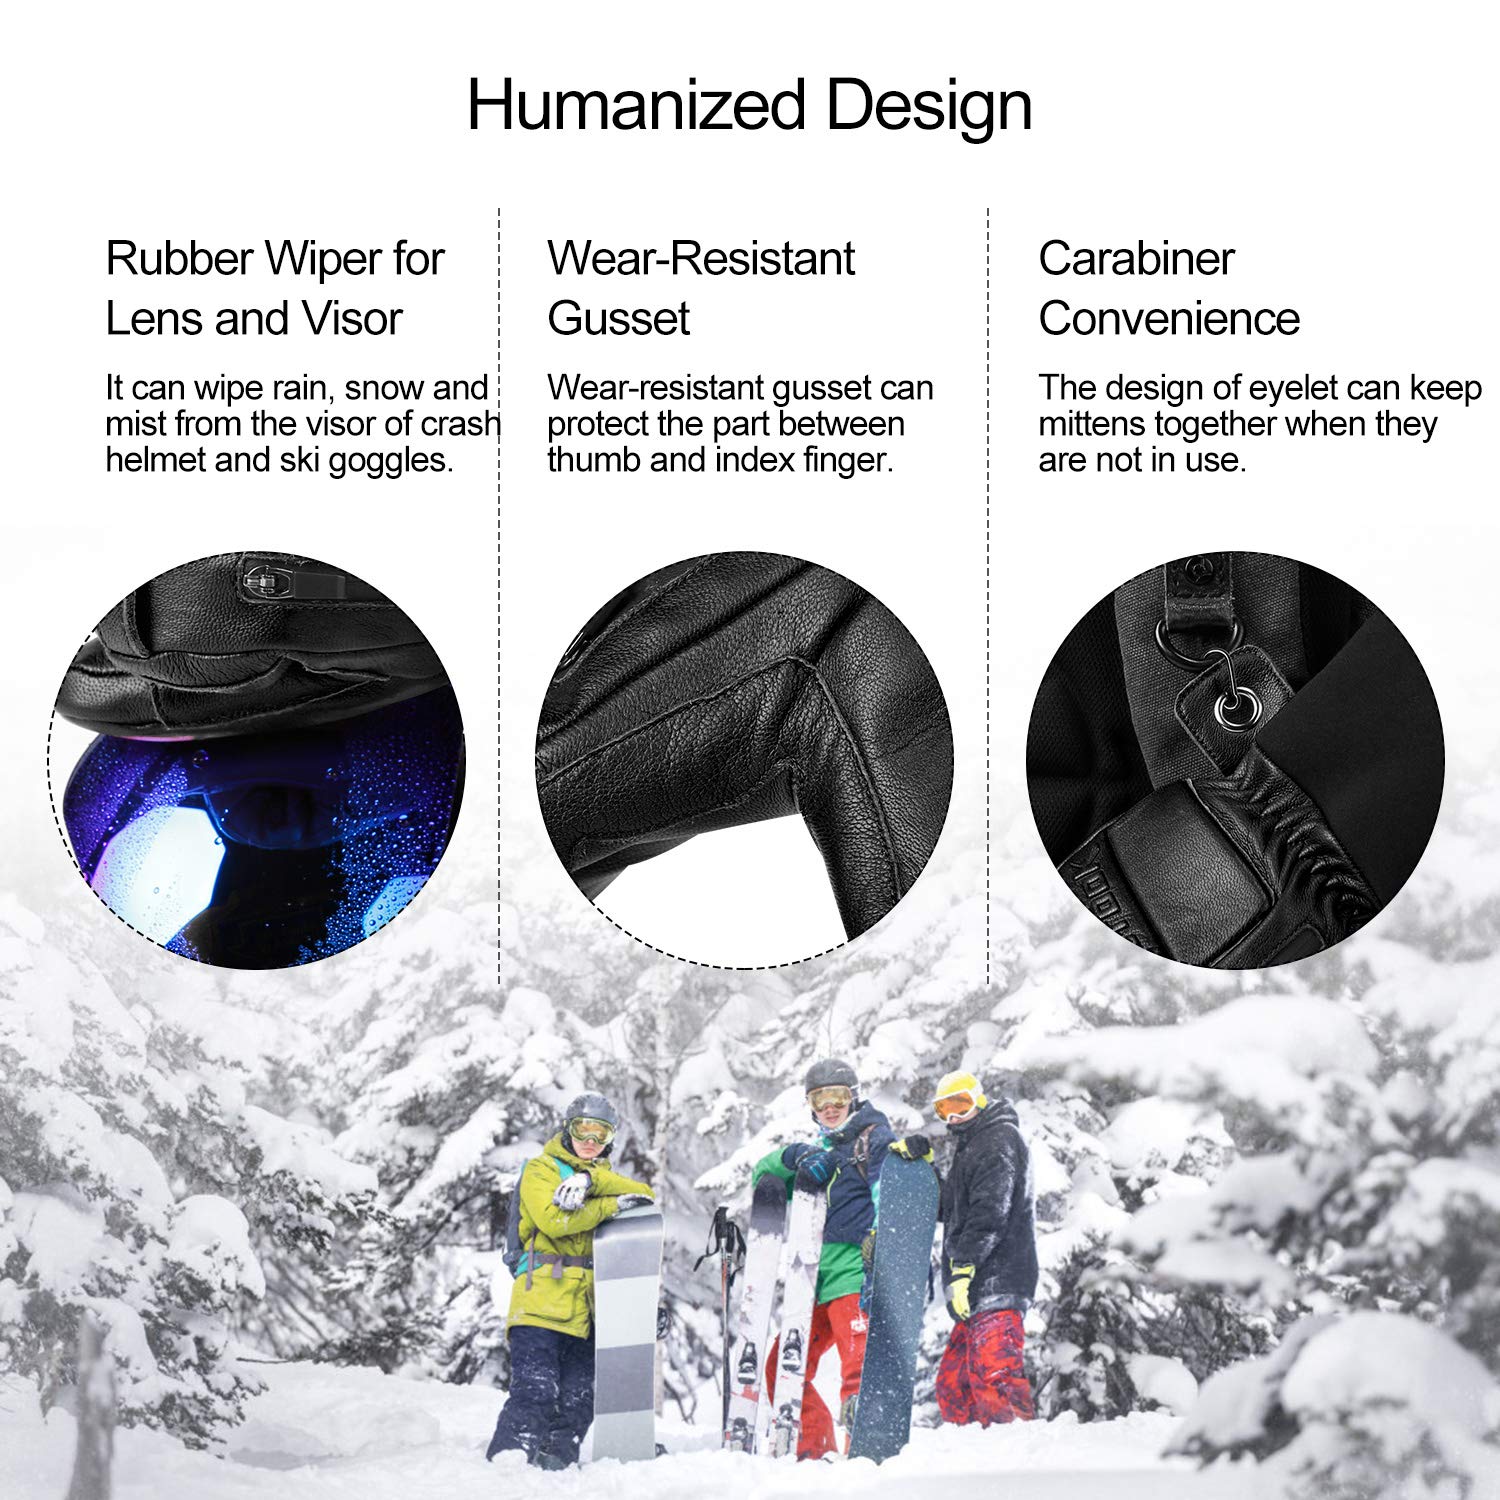 Humanized Design
Rubber Wiper for
Lens and Visor
It can wipe rain, snow and
mist from the visor of crash
helmet and ski goggles.
Wear-Resistant
Gusset
Wear-resistant gusset can
protect the part between
thumb and index finger.
Carabiner
Convenience
The design of eyelet can keep
mittens together when they
are not in use.